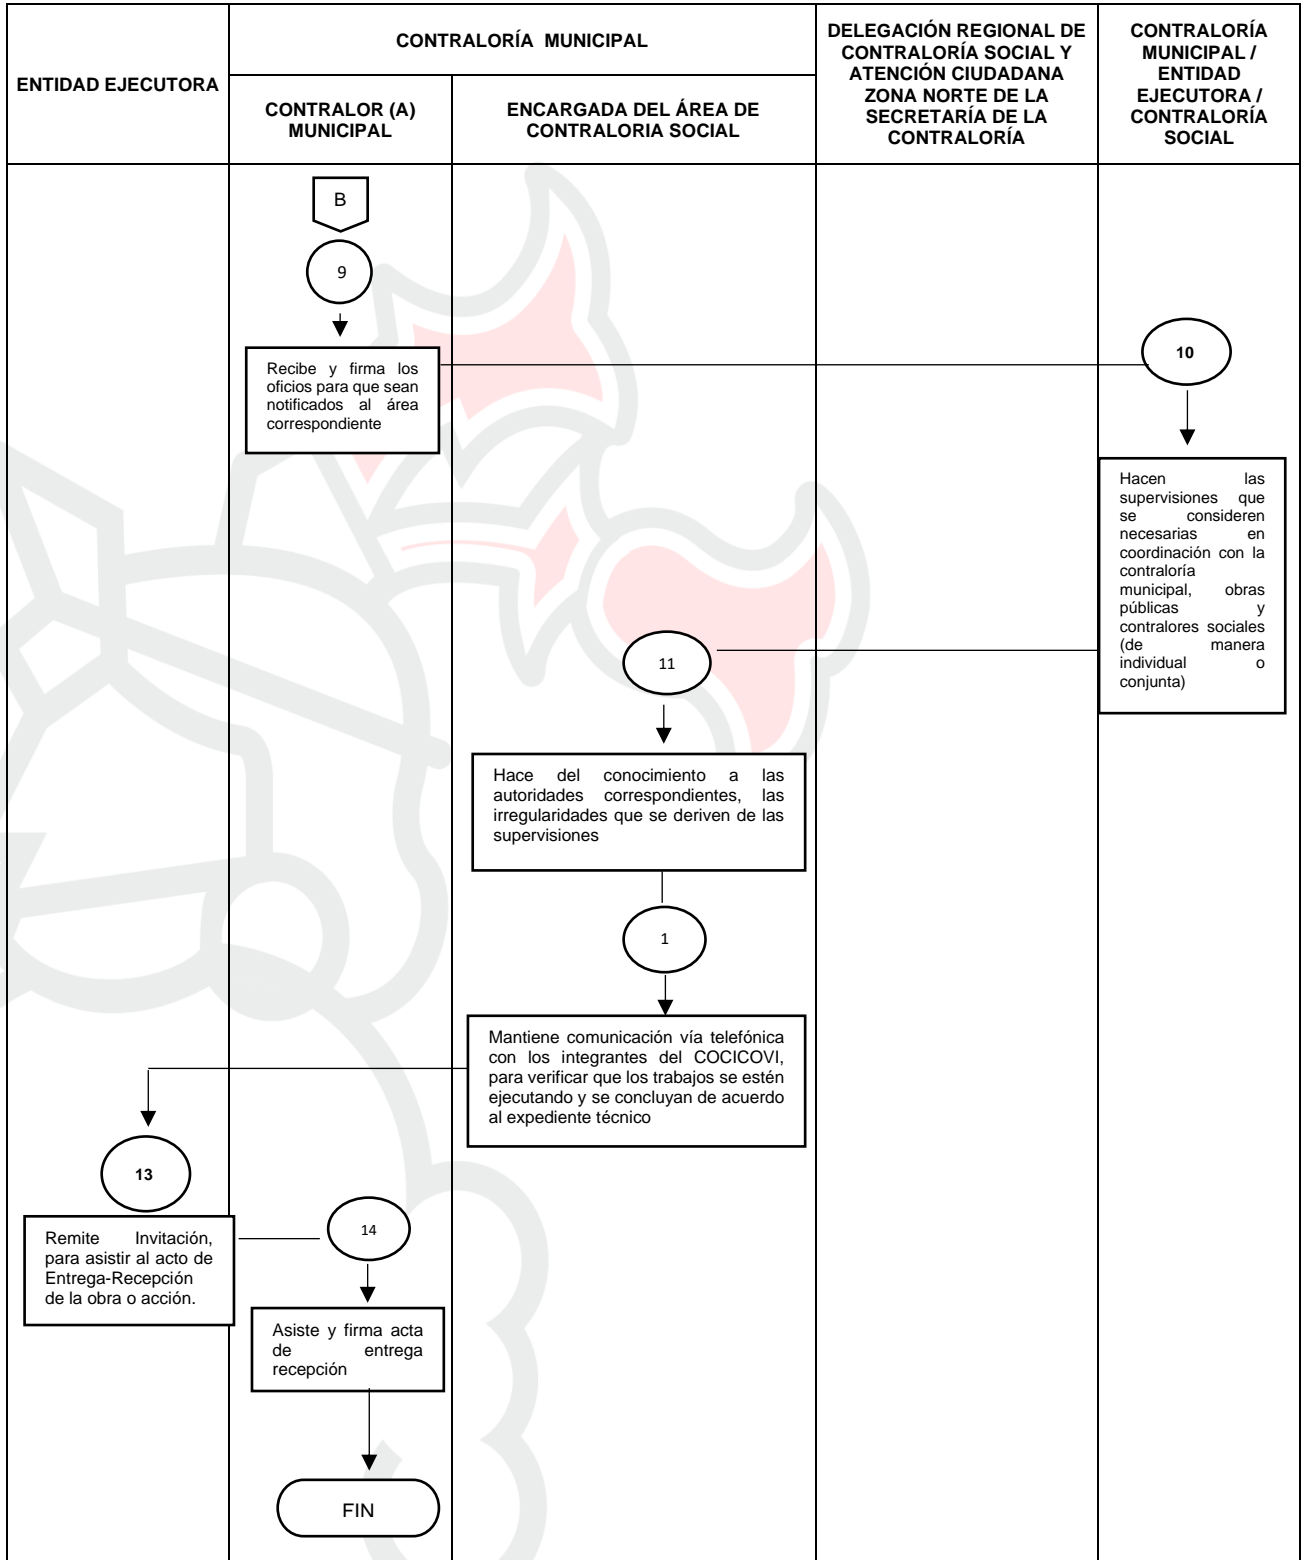 ENTIDAD EJECUTORA
CONTRALORÍA  MUNICIPAL
CONTRALOR (A)
MUNICIPAL
ENCARGADA DEL ÁREA DE
CONTRALORIA SOCIAL
DELEGACIÓN REGIONAL DE
CONTRALORÍA SOCIAL Y
ATENCIÓN CIUDADANA
ZONA NORTE DE LA
SECRETARÍA DE LA
CONTRALORÍA
CONTRALORÍA
MUNICIPAL /
ENTIDAD
EJECUTORA /
CONTRALORÍA
SOCIAL
B
9
Recibe y firma los
oficios para que sean
notificados al área
correspondiente
10
Hacen las
supervisiones que
se consideren
necesarias en
coordinación con la
contraloría
municipal, obras
públicas y
contralores sociales
(de manera
individual o
conjunta)
11
Hace del conocimiento a las
autoridades correspondientes, las
irregularidades que se deriven de las
supervisiones
1
Mantiene comunicación vía telefónica
con los integrantes del COCICOVI,
para verificar que los trabajos se estén
ejecutando y se concluyan de acuerdo
al expediente técnico
13
Remite Invitación,
para asistir al acto de
Entrega-Recepción
de la obra o acción.
14
Asiste y firma acta
de entrega
recepción
FIN